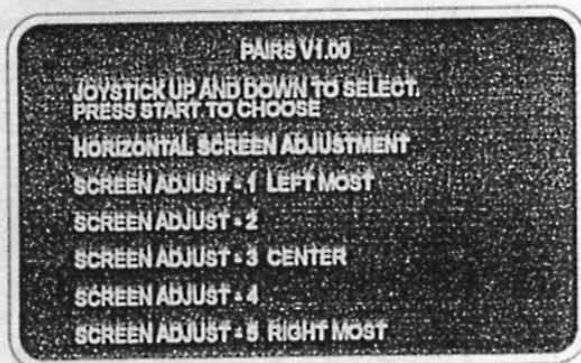 PAIRS V1.00
JOYSTICK UP AND DOWN TO SELECT.
PRESS START TO CHOOSE
HORIZONTAL SCREEN ADJUSTMENT
SCREEN ADJUST - 1 LEFT MOST
SCREEN ADJUST - 2
SCREEN ADJUST - 3 CENTER
SCREEN ADJUST - 4
SCREEN ADJUST - 5 RIGHT MOST